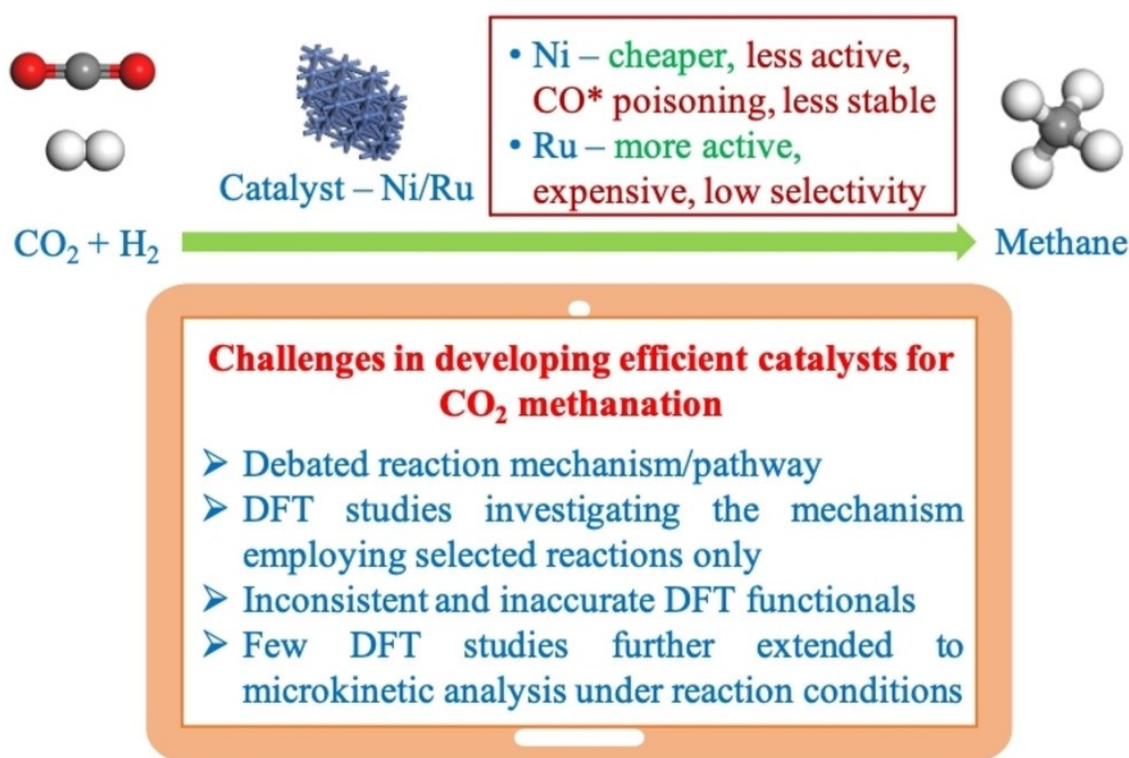 • Ni – cheaper, less active,
CO* poisoning, less stable
• Ru – more active,
expensive, low selectivity
Catalyst – Ni/Ru
CO₂ + H₂
Methane
Challenges in developing efficient catalysts for
CO₂ methanation
➢ Debated reaction mechanism/pathway
➢ DFT studies investigating the mechanism
employing selected reactions only
➢ Inconsistent and inaccurate DFT functionals
➢ Few DFT studies further extended to
microkinetic analysis under reaction conditions